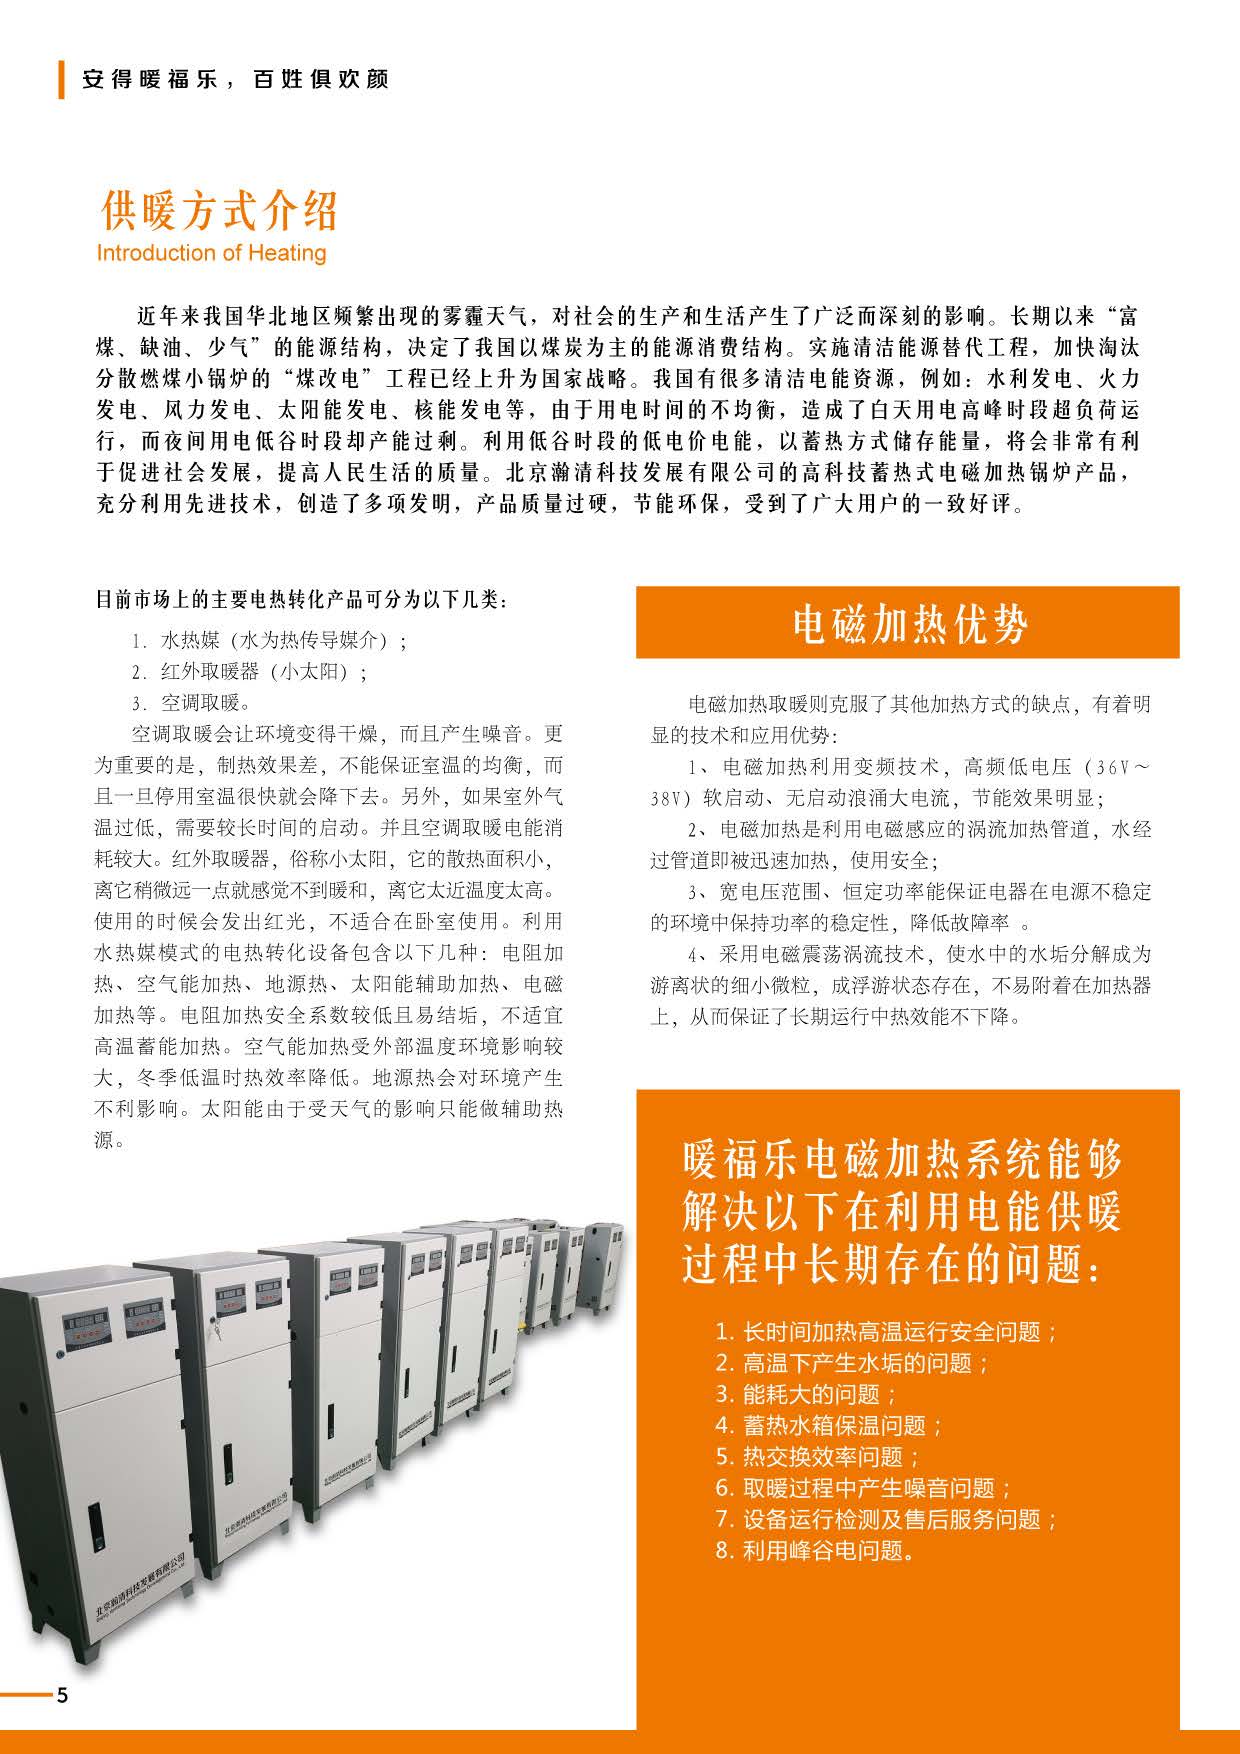 安得暖福乐，百姓俱欢颜
供暖方式介绍
Introduction of Heating
近年来我国华北地区频繁出现的雾霾天气，对社会的生产和生活产生了广泛而深刻的影响。长期以来“富
煤、缺油、少气”的能源结构，决定了我国以煤炭为主的能源消费结构。实施清洁能源替代工程，加快淘汰
分散燃煤小锅炉的“煤改电”工程已经上升为国家战略。我国有很多清洁电能资源，例如：水利发电、火力
发电、风力发电、太阳能发电、核能发电等，由于用电时间的不均衡，造成了白天用电高峰时段超负荷运
行，而夜间用电低谷时段却产能过剩。利用低谷时段的低电价电能，以蓄热方式储存能量，将会非常有利
于促进社会发展，提高人民生活的质量。北京瀚清科技发展有限公司的高科技蓄热式电磁加热锅炉产品，
充分利用先进技术，创造了多项发明，产品质量过硬，节能环保，受到了广大用户的一致好评。
目前市场上的主要电热转化产品可分为以下几类：
1. 水热媒（水为热传导媒介）；
2. 红外取暖器（小太阳）；
3. 空调取暖。
空调取暖会让环境变得干燥，而且产生噪音。更
为重要的是，制热效果差，不能保证室温的均衡，而
且一旦停用室温很快就会降下去。另外，如果室外气
温过低，需要较长时间的启动。并且空调取暖电能消
耗较大。红外取暖器，俗称小太阳，它的散热面积小，
离它稍微远一点就感觉不到暖和，离它太近温度太高。
使用的时候会发出红光，不适合在卧室使用。利用
水热媒模式的电热转化设备包含以下几种：电阻加
热、空气能加热、地源热、太阳能辅助加热、电磁
加热等。电阻加热安全系数较低且易结垢，不适宜
高温蓄能加热。空气能加热受外部温度环境影响较
大，冬季低温时热效率降低。地源热会对环境产生
不利影响。太阳能由于受天气的影响只能做辅助热
源。
电磁加热优势
电磁加热取暖则克服了其他加热方式的缺点，有着明
显的技术和应用优势：
1、电磁加热利用变频技术，高频低电压（36V～
38V）软启动、无启动浪涌大电流，节能效果明显；
2、电磁加热是利用电磁感应的涡流加热管道，水经
过管道即被迅速加热，使用安全；
3、宽电压范围、恒定功率能保证电器在电源不稳定
的环境中保持功率的稳定性，降低故障率 。
4、采用电磁震荡涡流技术，使水中的水垢分解成为
游离状的细小微粒，成浮游状态存在，不易附着在加热器
上，从而保证了长期运行中热效能不下降。
暖福乐电磁加热系统能够
解决以下在利用电能供暖
过程中长期存在的问题：
1. 长时间加热高温运行安全问题；
2. 高温下产生水垢的问题；
3. 能耗大的问题；
4. 蓄热水箱保温问题；
5. 热交换效率问题；
6. 取暖过程中产生噪音问题；
7. 设备运行检测及售后服务问题；
8. 利用峰谷电问题。
北京瀚清科技发展有限公司
北京瀚清科技发展有限公司
5